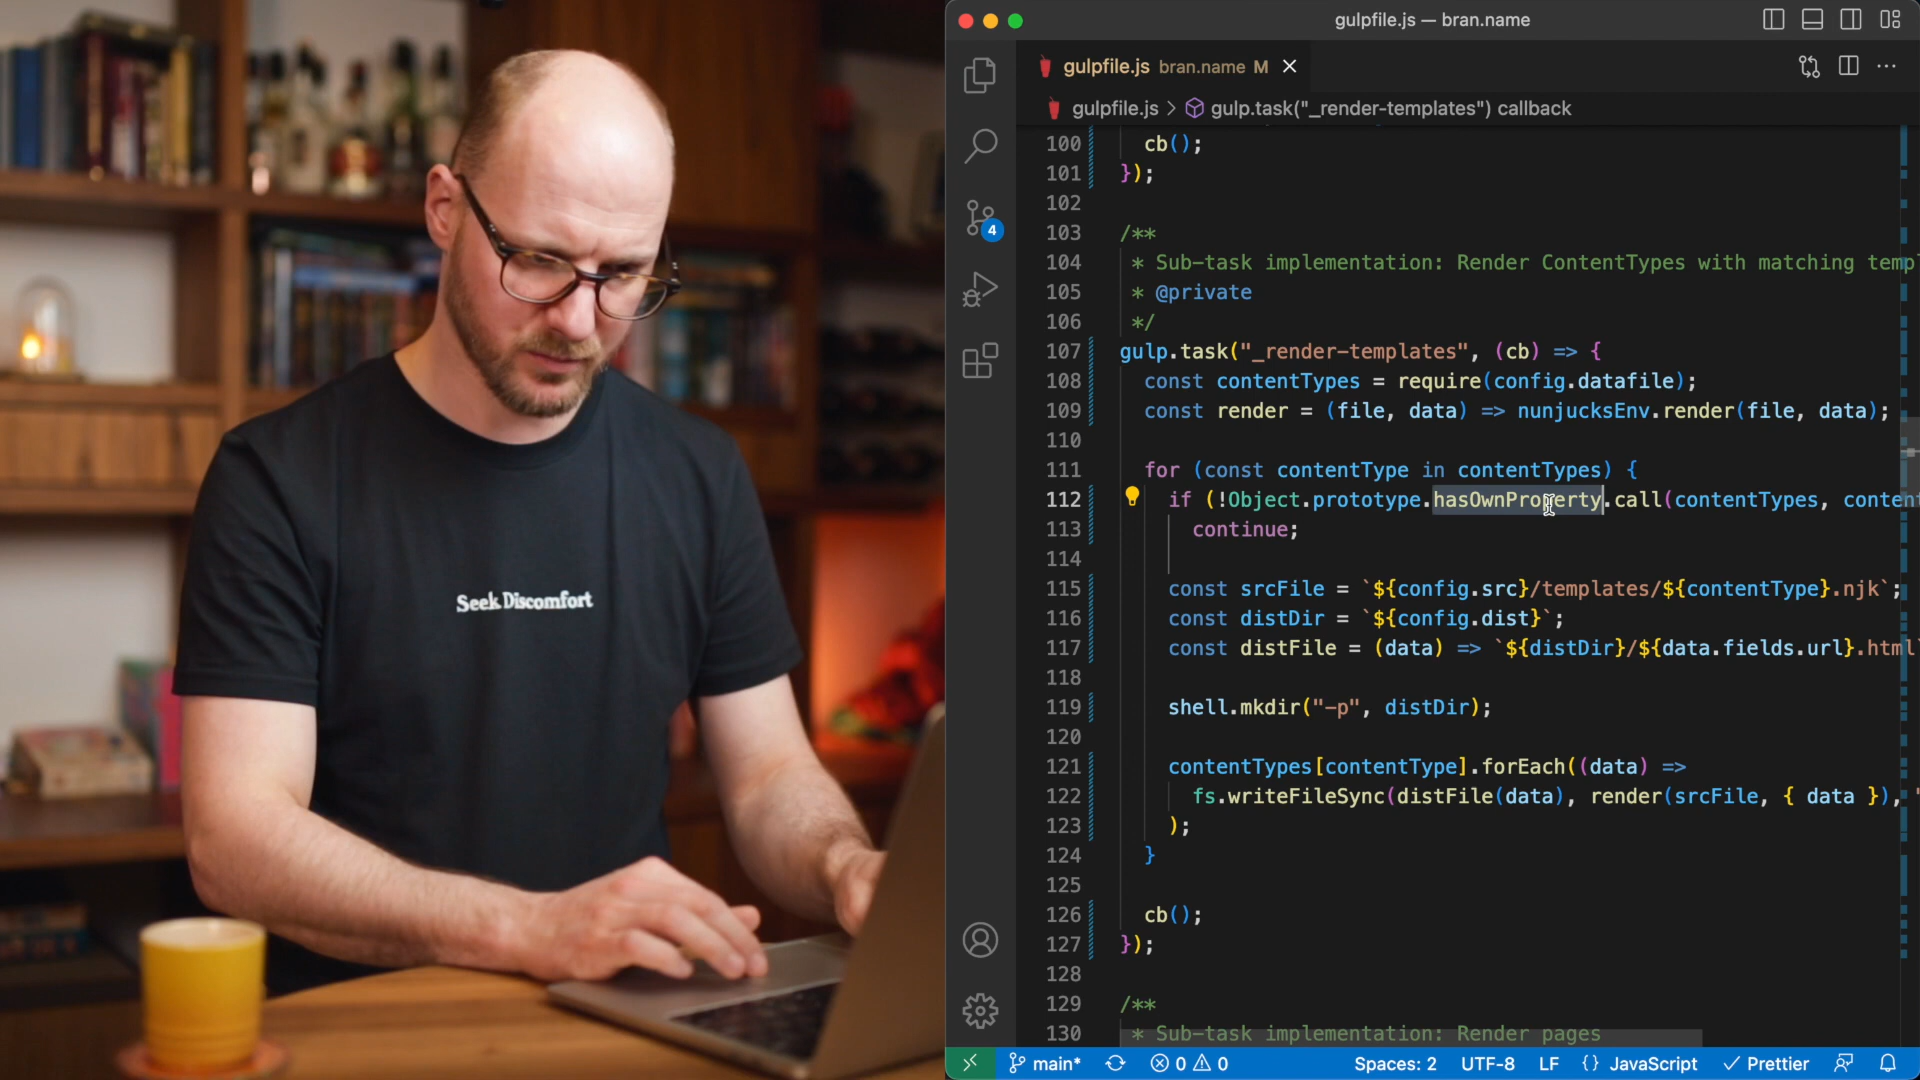 Seek Discomfort
gulpfile.js — bran.name
gulpfile.js bran.name M
gulpfile.js > gulp.task("_render-templates") callback
100 cb();
101 });
102
103 /**
104 * Sub-task implementation: Render ContentTypes with matching temp
105 * @private
106 */
107 gulp.task("_render-templates", (cb) => {
108 const contentTypes = require(config.datafile);
109 const render = (file, data) => nunjucksEnv.render(file, data);
110
111 for (const contentType in contentTypes) {
112 if (!Object.prototype.hasOwnProperty.call(contentTypes, conten
113 continue;
114
115 const srcFile = `${config.src}/templates/${contentType}.njk`;
116 const distDir = `${config.dist}`;
117 const distFile = (data) => `${distDir}/${data.fields.url}.html`
118
119 shell.mkdir("-p", distDir);
120
121 contentTypes[contentType].forEach((data) =>
122 fs.writeFileSync(distFile(data), render(srcFile, { data }), "
123 );
124 }
125
126 cb();
127 });
128
129 /**
130 * Sub-task implementation: Render pages
4
main* 0 0 Spaces: 2 UTF-8 LF {} JavaScript ✓ Prettier